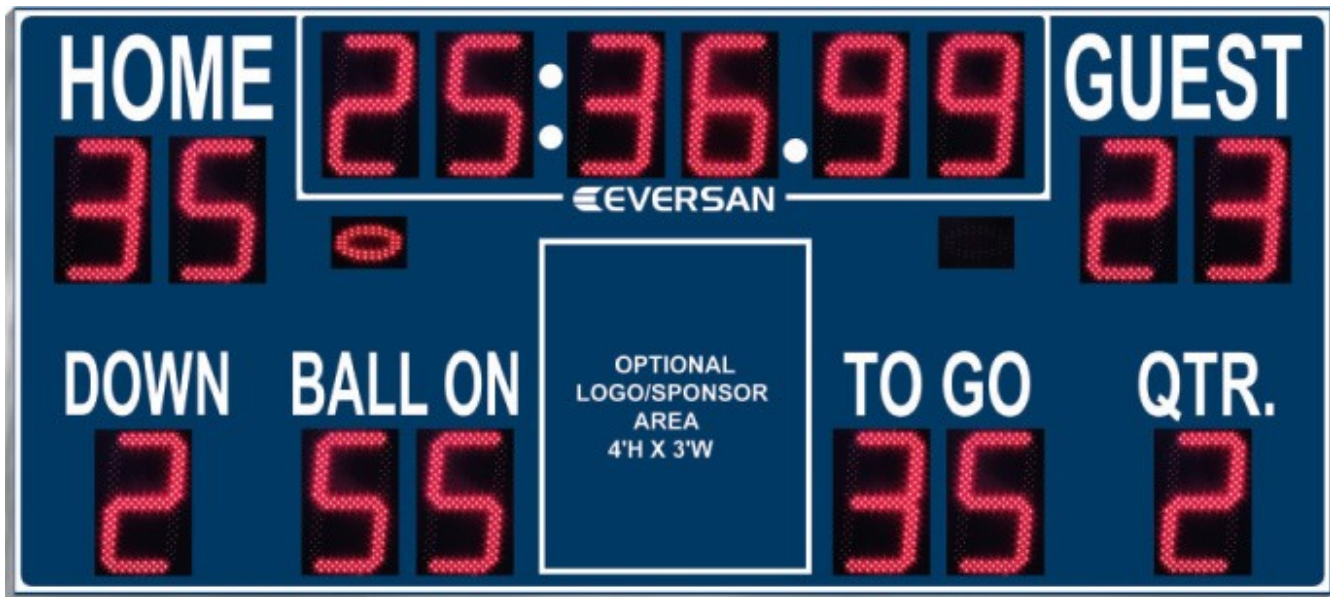 HOME
25:36.99
GUEST
35
EVERSAN
23
DOWN
BALL ON
OPTIONAL
LOGO/SPONSOR
AREA
4'H X 3'W
TO GO
QTR.
2
55
35
2